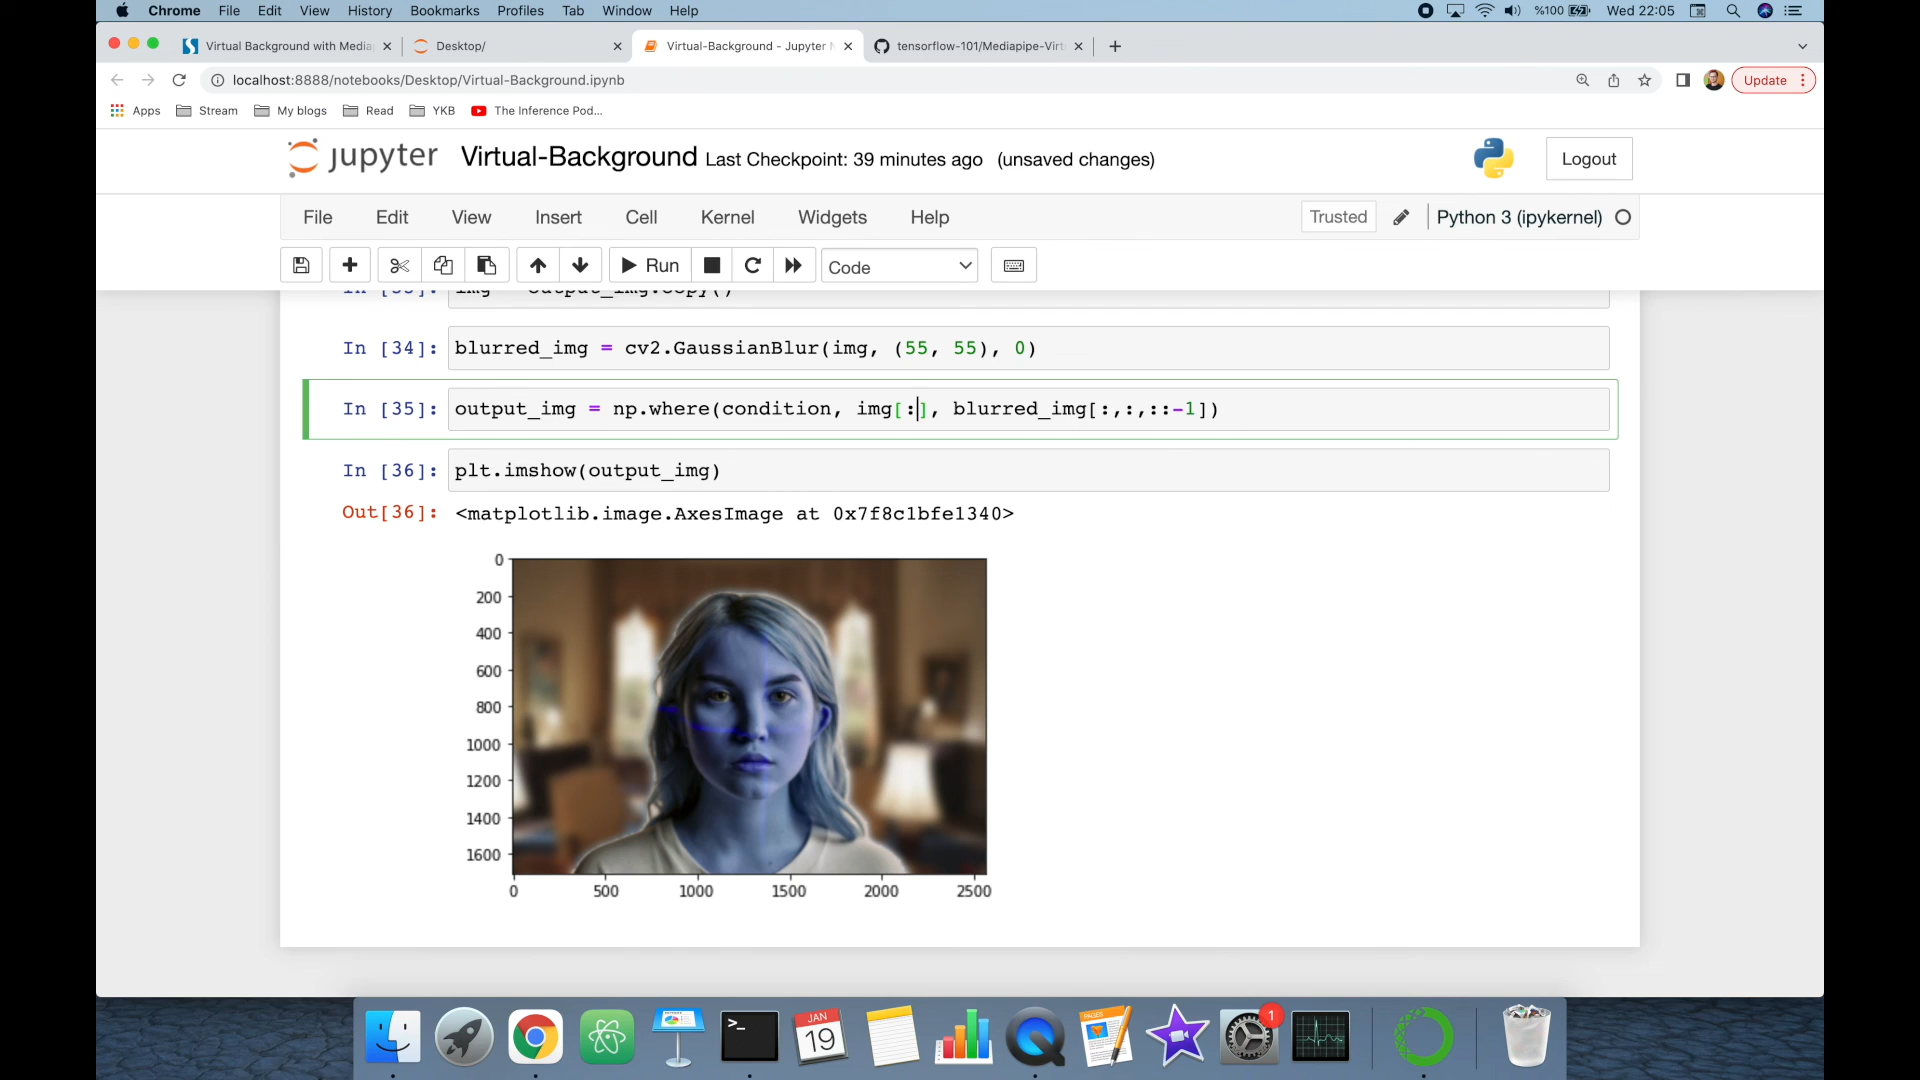 Chrome File Edit View History Bookmarks Profiles Tab Window Help %100 Wed 22:05
Virtual Background with Media Desktop/ Virtual-Background - Jupyter N tensorflow-101/Mediapipe-Virt
localhost:8888/notebooks/Desktop/Virtual-Background.ipynb Update
Apps Stream My blogs Read YKB The Inference Pod...
jupyter Virtual-Background Last Checkpoint: 39 minutes ago (unsaved changes) Logout
File Edit View Insert Cell Kernel Widgets Help Trusted Python 3 (ipykernel)
Run Code
In [34]: blurred_img = cv2.GaussianBlur(img, (55, 55), 0)
In [35]: output_img = np.where(condition, img[:], blurred_img[:,:,::-1])
In [36]: plt.imshow(output_img)
Out[36]: <matplotlib.image.AxesImage at 0x7f8c1bfe1340>
0
200
400
600
800
1000
1200
1400
1600
0 500 1000 1500 2000 2500
JAN
19
PAGES
1